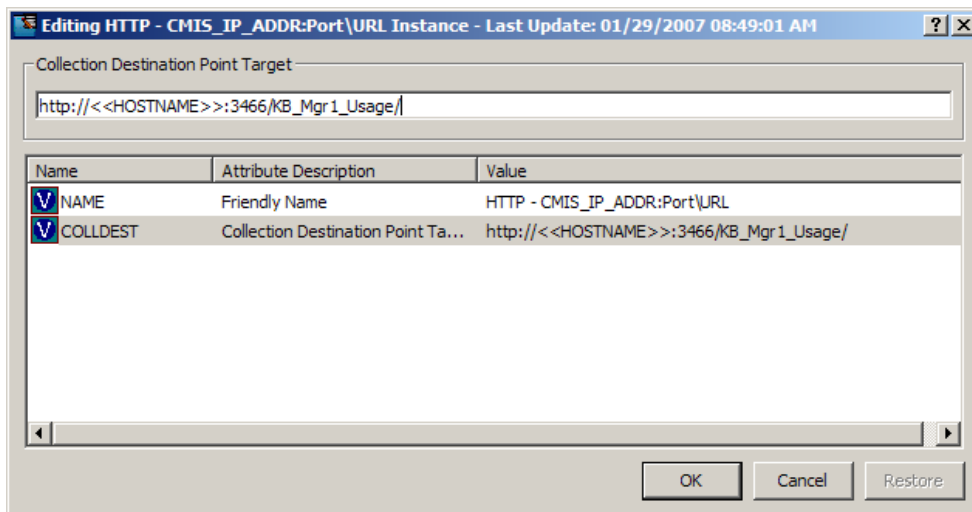 Editing HTTP - CMIS_IP_ADDR:Port\URL Instance - Last Update: 01/29/2007 08:49:01 AM ? X
Collection Destination Point Target
http://<<HOSTNAME>>:3466/KB_Mgr1_Usage/
Name Attribute Description Value
V NAME Friendly Name HTTP - CMIS_IP_ADDR:Port\URL
V COLLDEST Collection Destination Point Ta... http://<<HOSTNAME>>:3466/KB_Mgr1_Usage/
OK Cancel Restore